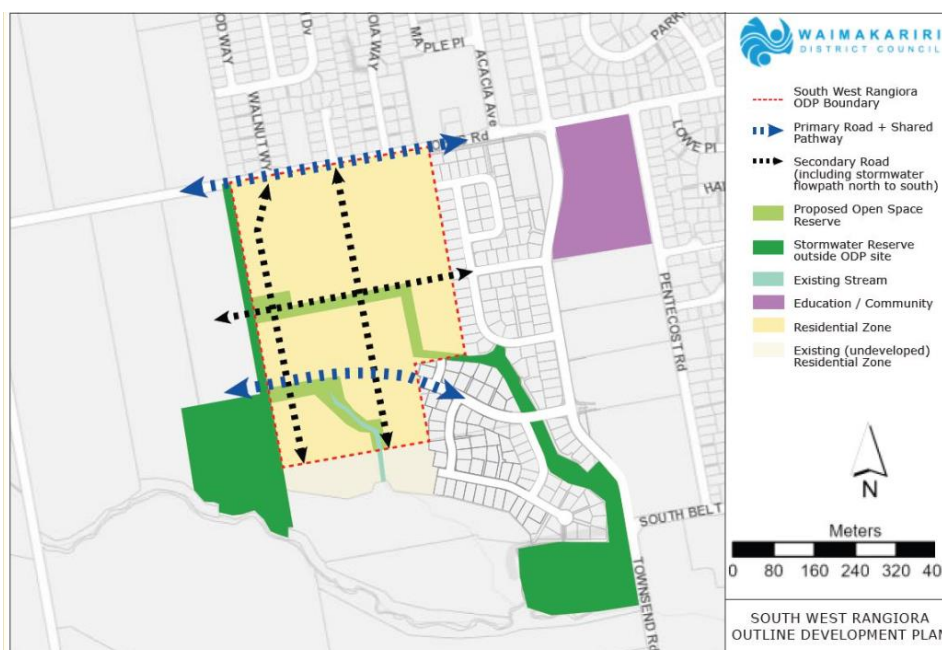 WAIMAKARIRI
DISTRICT COUNCIL
South West Rangiora
ODP Boundary
Primary Road + Shared
Pathway
Secondary Road
(including stormwater
flowpath north to south)
Proposed Open Space
Reserve
Stormwater Reserve
outside ODP site
Existing Stream
Education / Community
Residential Zone
Existing (undeveloped)
Residential Zone
N
Meters
0 80 160 240 320 40
SOUTH WEST RANGIORA
OUTLINE DEVELOPMENT PLAN
OD WAY
WALNUT WY
Dv
OIA WAY
MAPLE PI
ACACIA Ave
Rd
PARK
LOWE PI
HA
PENTECOST Rd
SOUTH BELT
TOWNSEND Rd